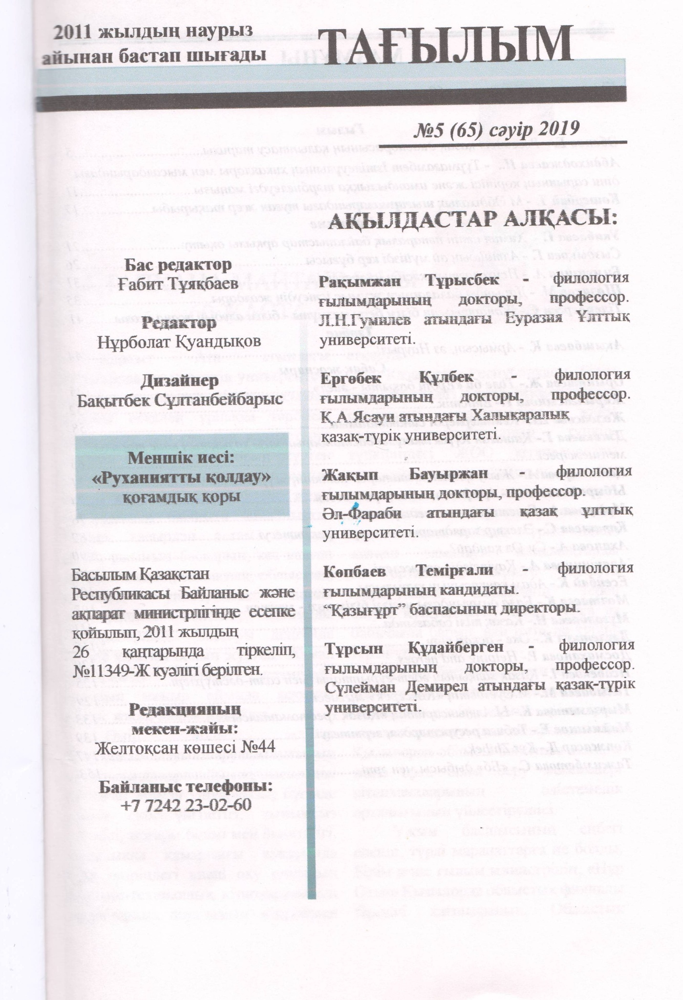 2011 жылдың наурыз
айынан бастап шығады
ТАҒЫЛЫМ
№5 (65) сәуір 2019
АҚЫЛДАСТАР АЛҚАСЫ:
Бас редактор
Ғабит Тұяқбаев
Редактор
Нұрболат Қуандықов
Дизайнер
Бақытбек Сұлтанбейбарыс
Меншік иесі:
«Руханиятты қолдау»
қоғамдық қоры
Басылым Қазақстан
Республикасы Байланыс және
ақпарат министрлігінде есепке
қойылып, 2011 жылдың
26 қаңтарында тіркеліп,
№11349-Ж куәлігі берілген.
Редакцияның
мекен-жайы:
Желтоқсан көшесі №44
Байланыс телефоны:
+7 7242 23-02-60
Рақымжан Тұрысбек - филология
ғылымдарының докторы, профессор.
Л.Н.Гумилев атындағы Еуразия Ұлттық
университеті.
Ергөбек Құлбек - филология
ғылымдарының докторы, профессор.
Қ.А.Ясауи атындағы Халықаралық
қазақ-түрік университеті.
Жақып Бауыржан - филология
ғылымдарының докторы, профессор.
Әл-Фараби атындағы қазақ ұлттық
университеті.
Көпбаев Темірғали - филология
ғылымдарының кандидаты.
“Қазығұрт” баспасының директоры.
Тұрсын Құдайберген - филология
ғылымдарының докторы, профессор.
Сүлейман Демирел атындағы қазақ-түрік
университеті.